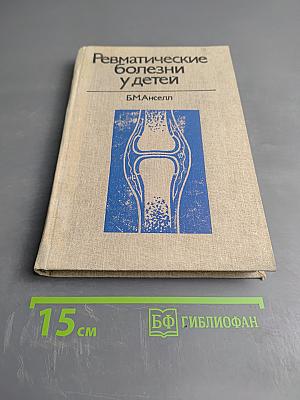 Ревматические
болезни
у детей
Б.М.Анселл
15 см
БФ БИБЛИОФАН